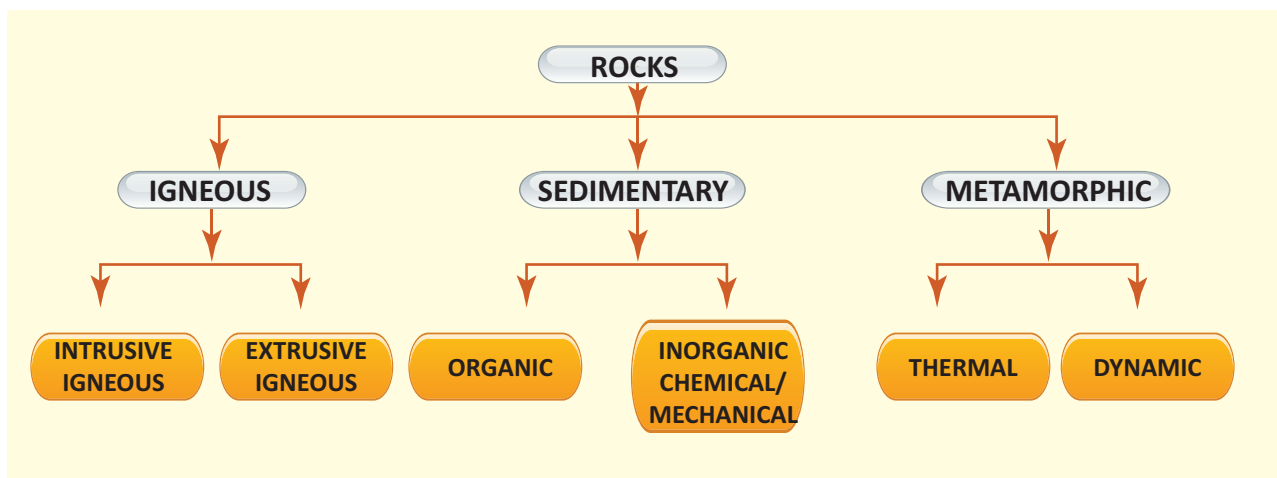 ROCKS
IGNEOUS
SEDIMENTARY
METAMORPHIC
INTRUSIVE
IGNEOUS
EXTRUSIVE
IGNEOUS
ORGANIC
INORGANIC
CHEMICAL/
MECHANICAL
THERMAL
DYNAMIC